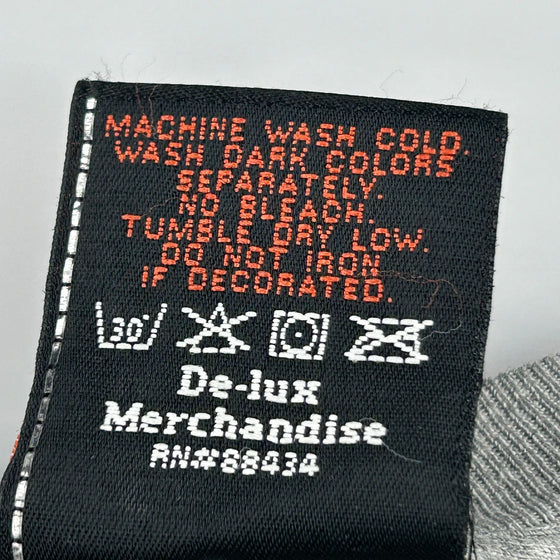 MACHINE WASH COLD.
WASH DARK COLORS
SEPARATELY.
NO BLEACH.
TUMBLE DRY LOW.
DO NOT IRON
IF DECORATED.
30°
De-lux
Merchandise
RN#88434